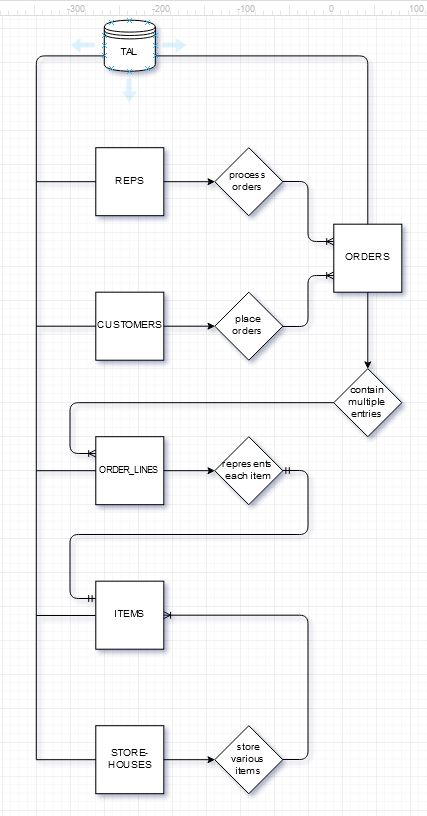 -300 -200 -100 0 100
TAL
REPS
process
orders
ORDERS
CUSTOMERS
place
orders
contain
multiple
entries
ORDER_LINES
represents
each item
ITEMS
STORE-
HOUSES
store
various
items